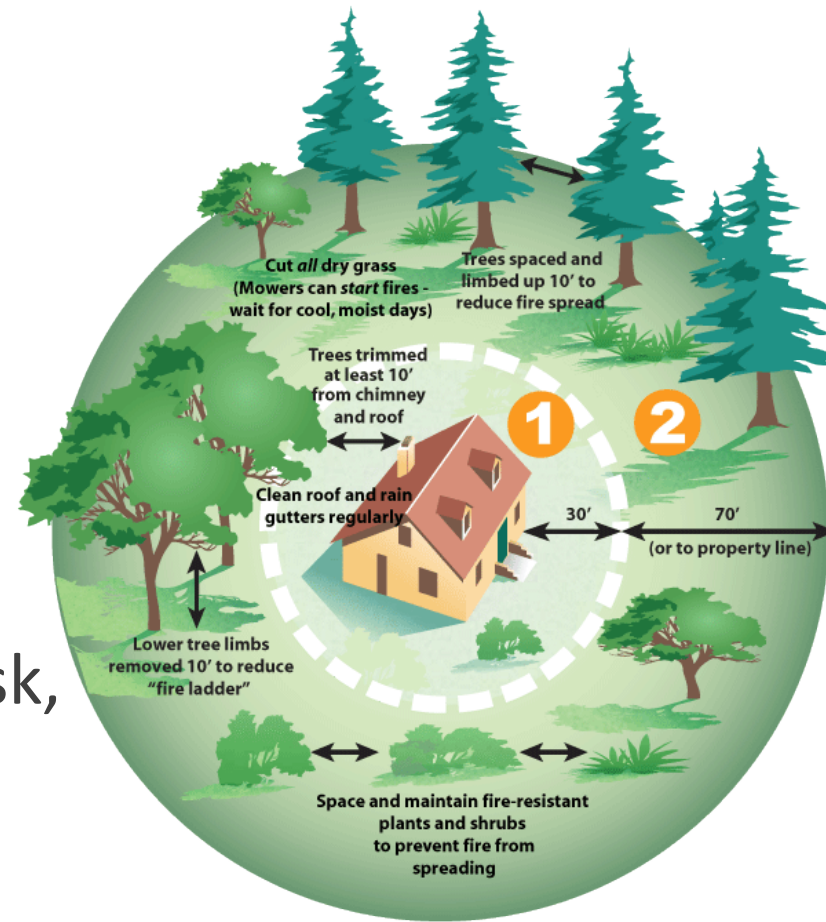 Cut all dry grass
(Mowers can start fires -
wait for cool, moist days)
Trees spaced and
limbed up 10’ to
reduce fire spread
Trees trimmed
at least 10’
from chimney
and roof
1
2
Clean roof and rain
gutters regularly
30’
70’
(or to property line)
Lower tree limbs
removed 10’ to reduce
“fire ladder”
sk,
Space and maintain fire-resistant
plants and shrubs
to prevent fire from
spreading